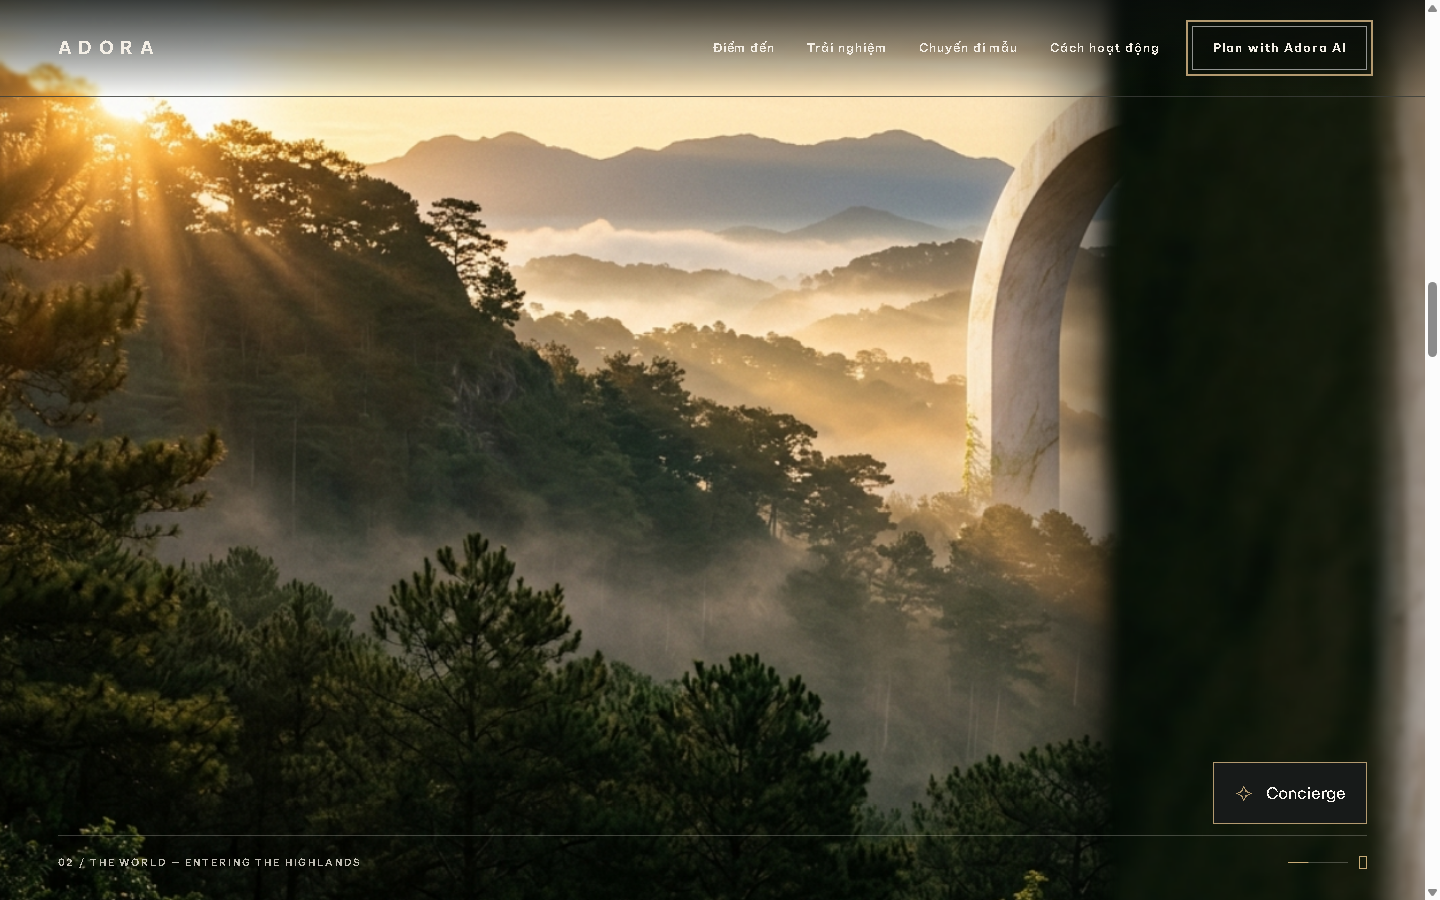 ADORA
Điểm đến
Trải nghiệm
Chuyến đi mẫu
Cách hoạt động
Plan with Adora AI
Concierge
02 / THE WORLD — ENTERING THE HIGHLANDS